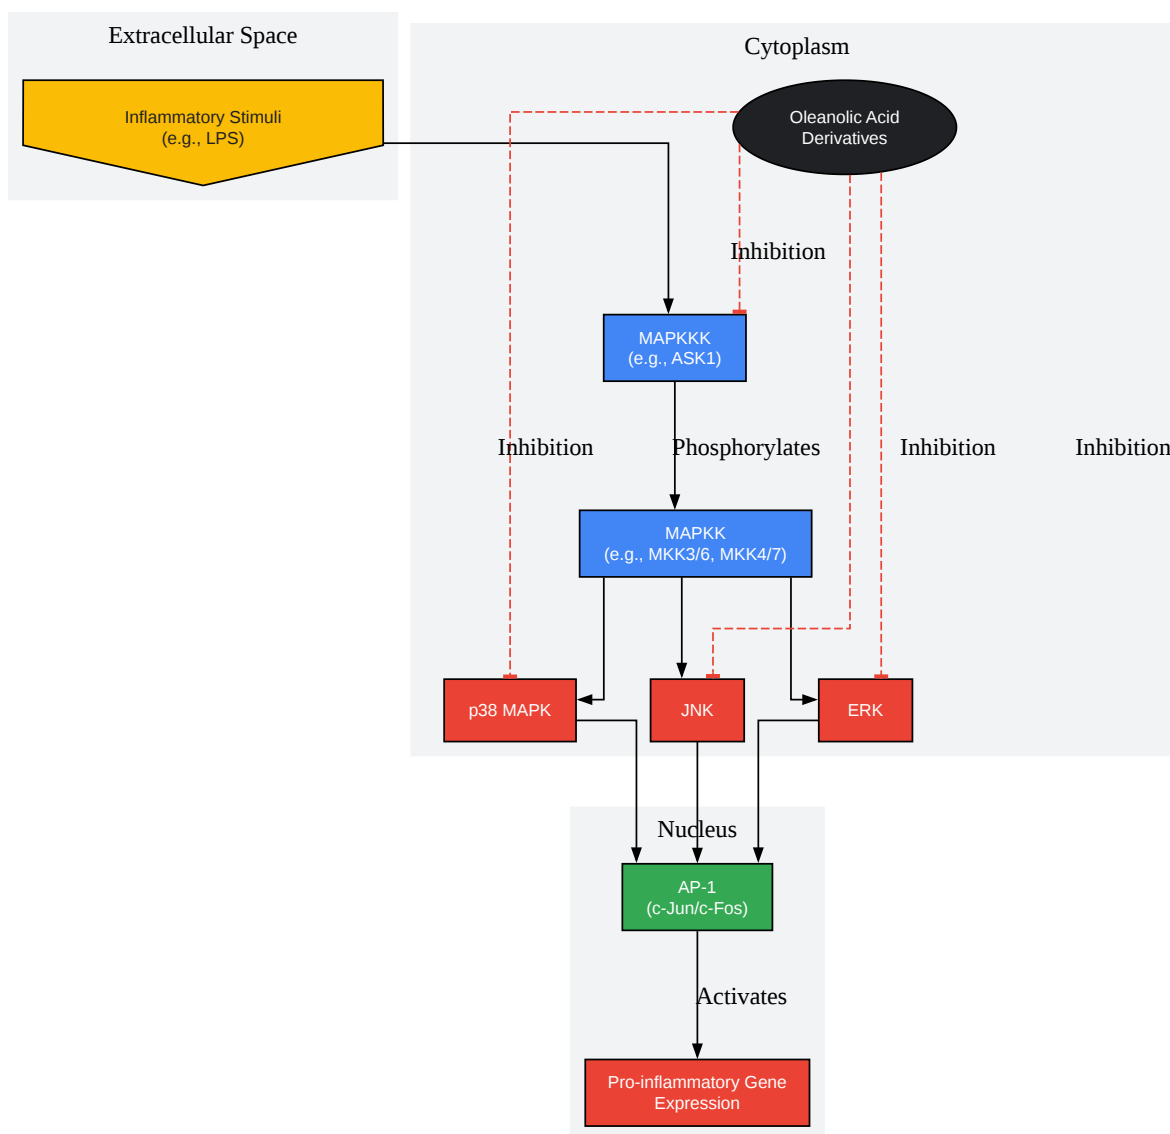 Extracellular Space
Cytoplasm
Inflammatory Stimuli
(e.g., LPS)
Oleanolic Acid
Derivatives
Inhibition
MAPKKK
(e.g., ASK1)
Inhibition
Phosphorylates
Inhibition
Inhibition
MAPKK
(e.g., MKK3/6, MKK4/7)
p38 MAPK
JNK
ERK
Nucleus
AP-1
(c-Jun/c-Fos)
Activates
Pro-inflammatory Gene
Expression